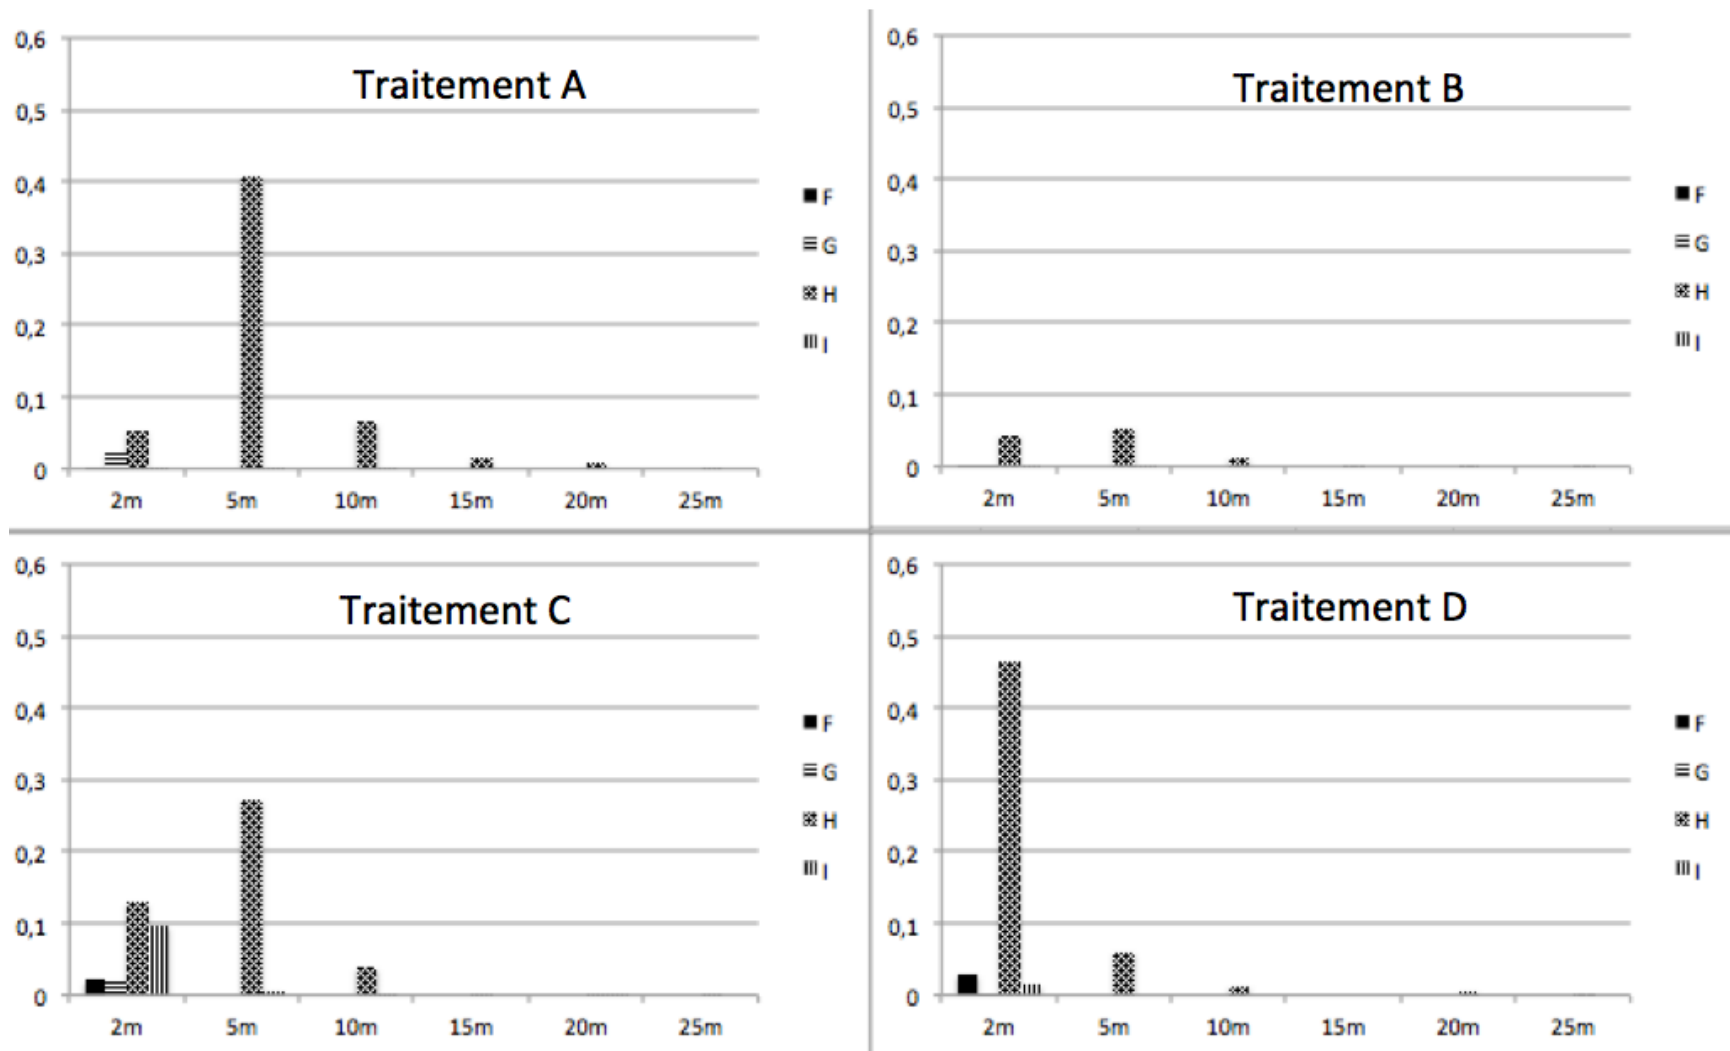 Traitement A
0,6
0,5
0,4
0,3
0,2
0,1
0
2m 5m 10m 15m 20m 25m
F
G
H
I
Traitement B
0,6
0,5
0,4
0,3
0,2
0,1
0
2m 5m 10m 15m 20m 25m
F
G
H
I
Traitement C
0,6
0,5
0,4
0,3
0,2
0,1
0
2m 5m 10m 15m 20m 25m
F
G
H
I
Traitement D
0,6
0,5
0,4
0,3
0,2
0,1
0
2m 5m 10m 15m 20m 25m
F
G
H
I